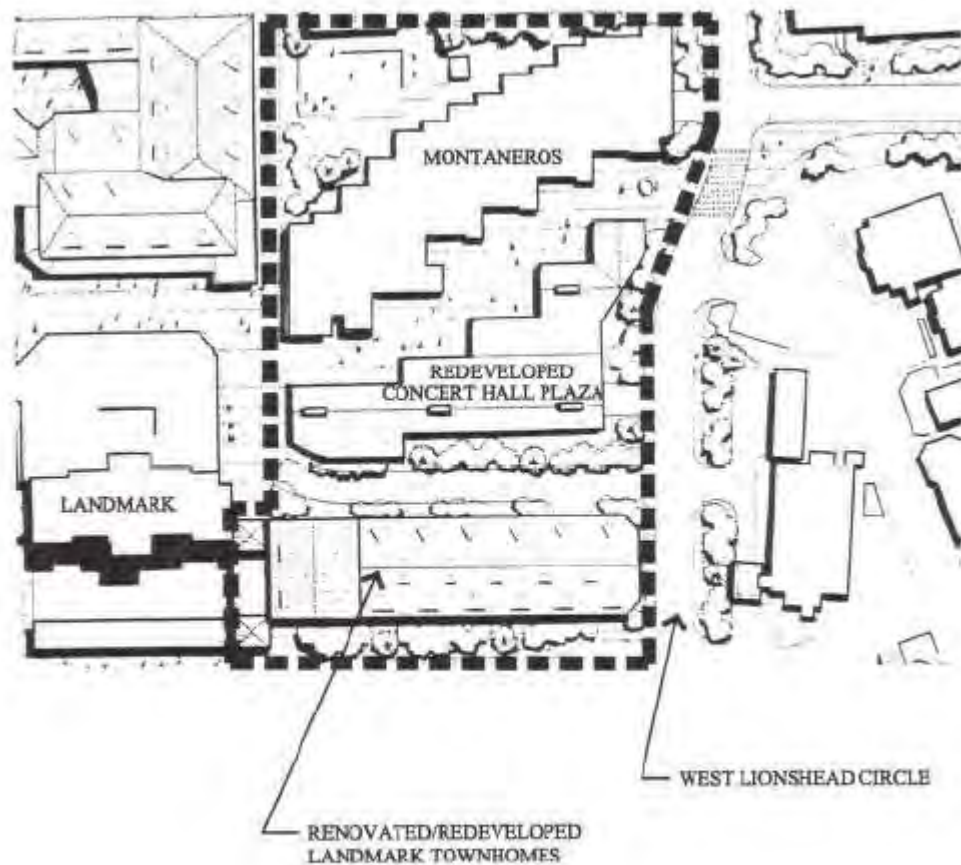 MONTANEROS
REDEVELOPED
CONCERT HALL PLAZA
LANDMARK
WEST LIONSHEAD CIRCLE
RENOVATED/REDEVELOPED
LANDMARK TOWNHOMES